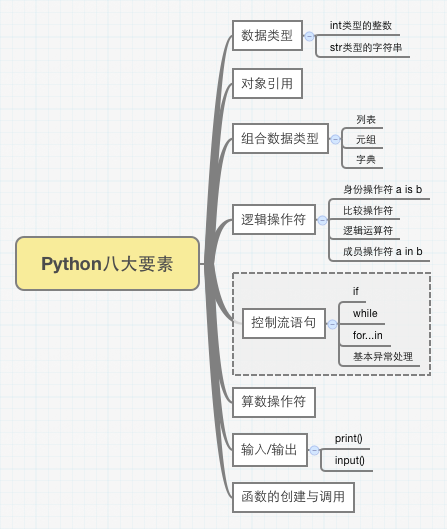 Python八大要素
数据类型
int类型的整数
str类型的字符串
对象引用
组合数据类型
列表
元组
字典
逻辑操作符
身份操作符 a is b
比较操作符
逻辑运算符
成员操作符 a in b
控制流语句
if
while
for...in
基本异常处理
算数操作符
输入/输出
print()
input()
函数的创建与调用